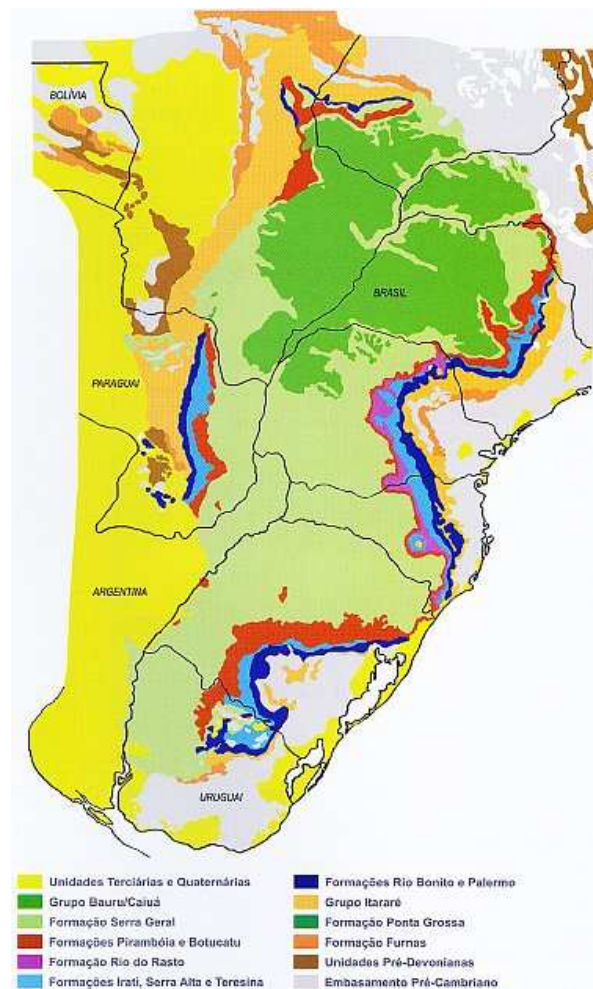 BOLÍVIA
BRASIL
PARAGUAI
ARGENTINA
URUGUAI
Unidades Terciárias e Quaternárias
Grupo Bauru/Caiuá
Formação Serra Geral
Formações Pirambóia e Botucatu
Formação Rio do Rasto
Formações Irati, Serra Alta e Teresina
Formações Rio Bonito e Palermo
Grupo Itararé
Formação Ponta Grossa
Formação Furnas
Unidades Pré-Devonianas
Embasamento Pré-Cambriano